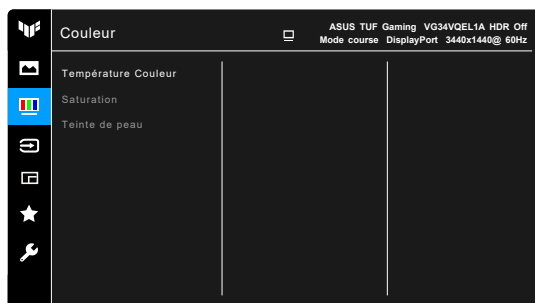 Couleur
ASUS TUF Gaming VG34VQEL1A HDR Off
Mode course DisplayPort 3440x1440@ 60Hz
Température Couleur
Saturation
Teinte de peau